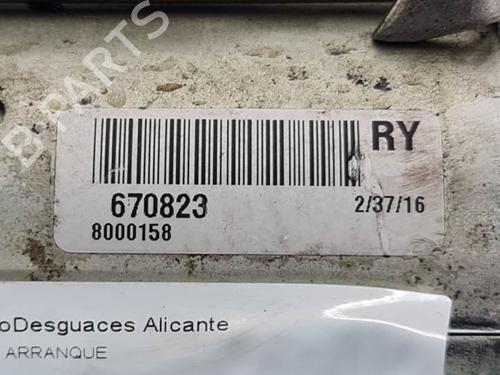 B-PARTS
RY
670823
2/37/16
8000158
oDesguaces Alicante
ARRANQUE